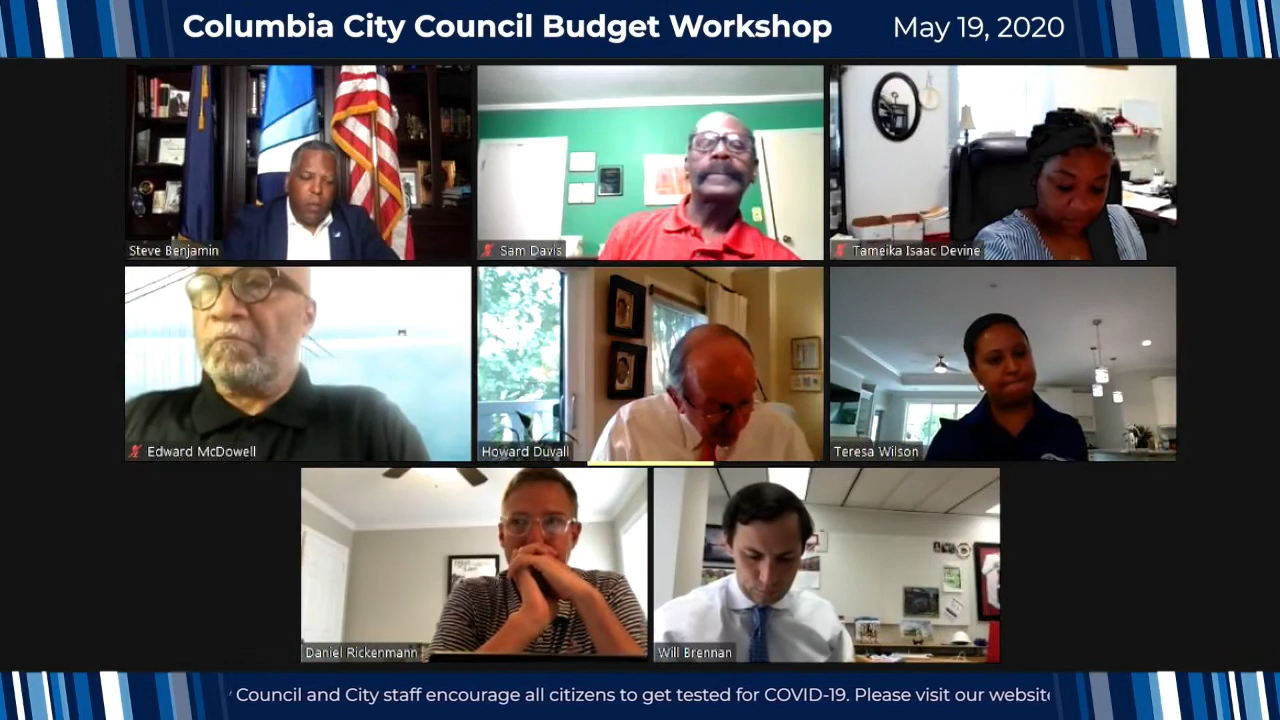 Columbia City Council Budget Workshop May 19, 2020
Steve Benjamin
Sam Davis
Tameika Isaac Devine
Edward McDowell
Howard Duvall
Teresa Wilson
Daniel Rickenmann
Will Brennan
Council and City staff encourage all citizens to get tested for COVID-19. Please visit our website